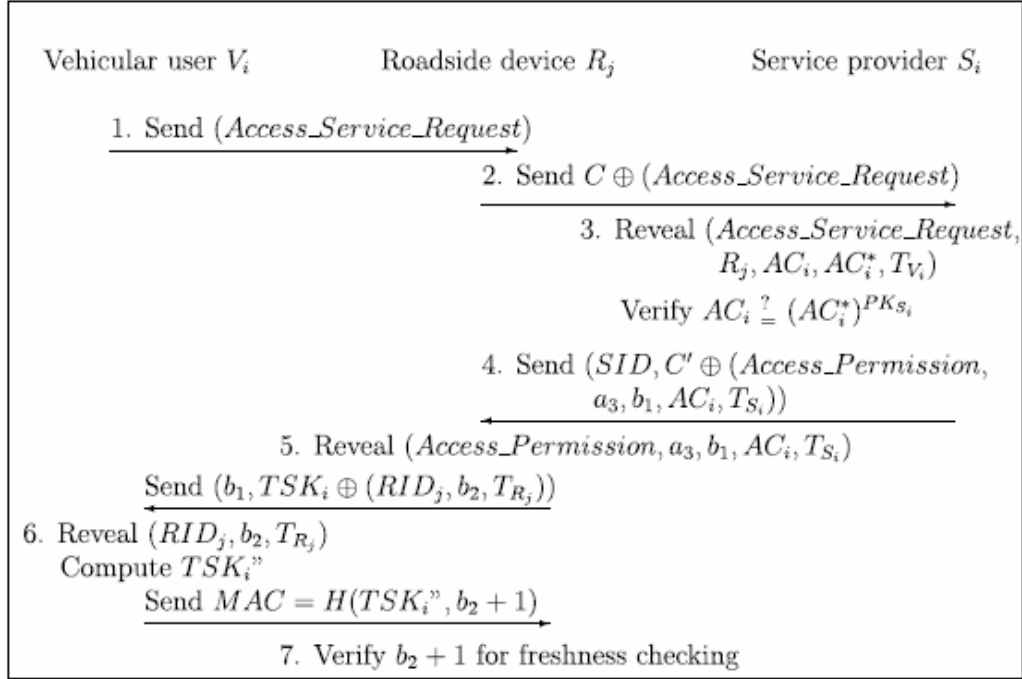 Vehicular user V_i Roadside device R_j Service provider S_i
1. Send (Access_Service_Request)
2. Send C ⊕ (Access_Service_Request)
3. Reveal (Access_Service_Request,
R_j, AC_i, AC_i^*, T_{V_i})
Verify AC_i ≟ (AC_i^*)^{PK_{S_i}}
4. Send (SID, C′ ⊕ (Access_Permission,
a_3, b_1, AC_i, T_{S_i}))
5. Reveal (Access_Permission, a_3, b_1, AC_i, T_{S_i})
Send (b_1, TSK_i ⊕ (RID_j, b_2, T_{R_j}))
6. Reveal (RID_j, b_2, T_{R_j})
Compute TSK_i”
Send MAC = H(TSK_i”, b_2 + 1)
7. Verify b_2 + 1 for freshness checking